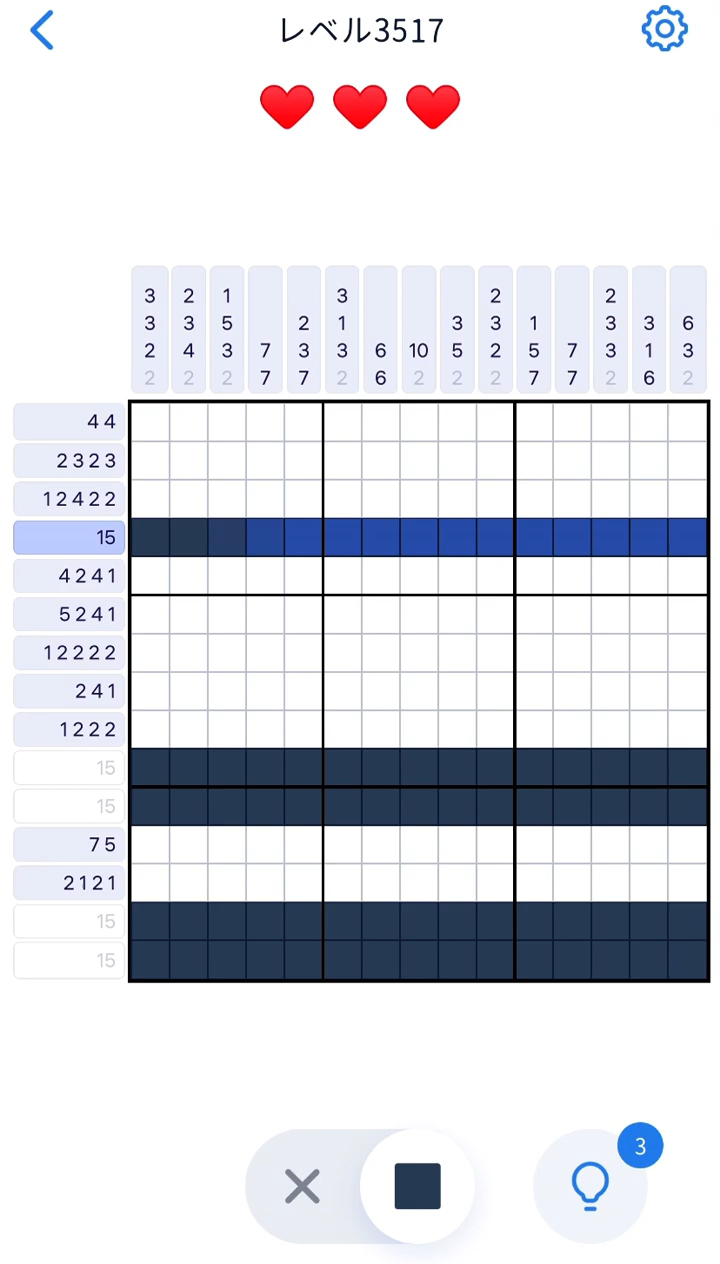 レベル3517
3 2 1 3 2
3 3 5 2 1 3 2 1 3 3 6
2 4 3 7 3 3 6 10 5 3 5 7 3 1 3
2 2 2 7 7 2 6 2 2 2 7 7 2 6 2
4 4
2 3 2 3
1 2 4 2 2
15
4 2 4 1
5 2 4 1
1 2 2 2 2
2 4 1
1 2 2 2
15
15
7 5
2 1 2 1
15
15
3